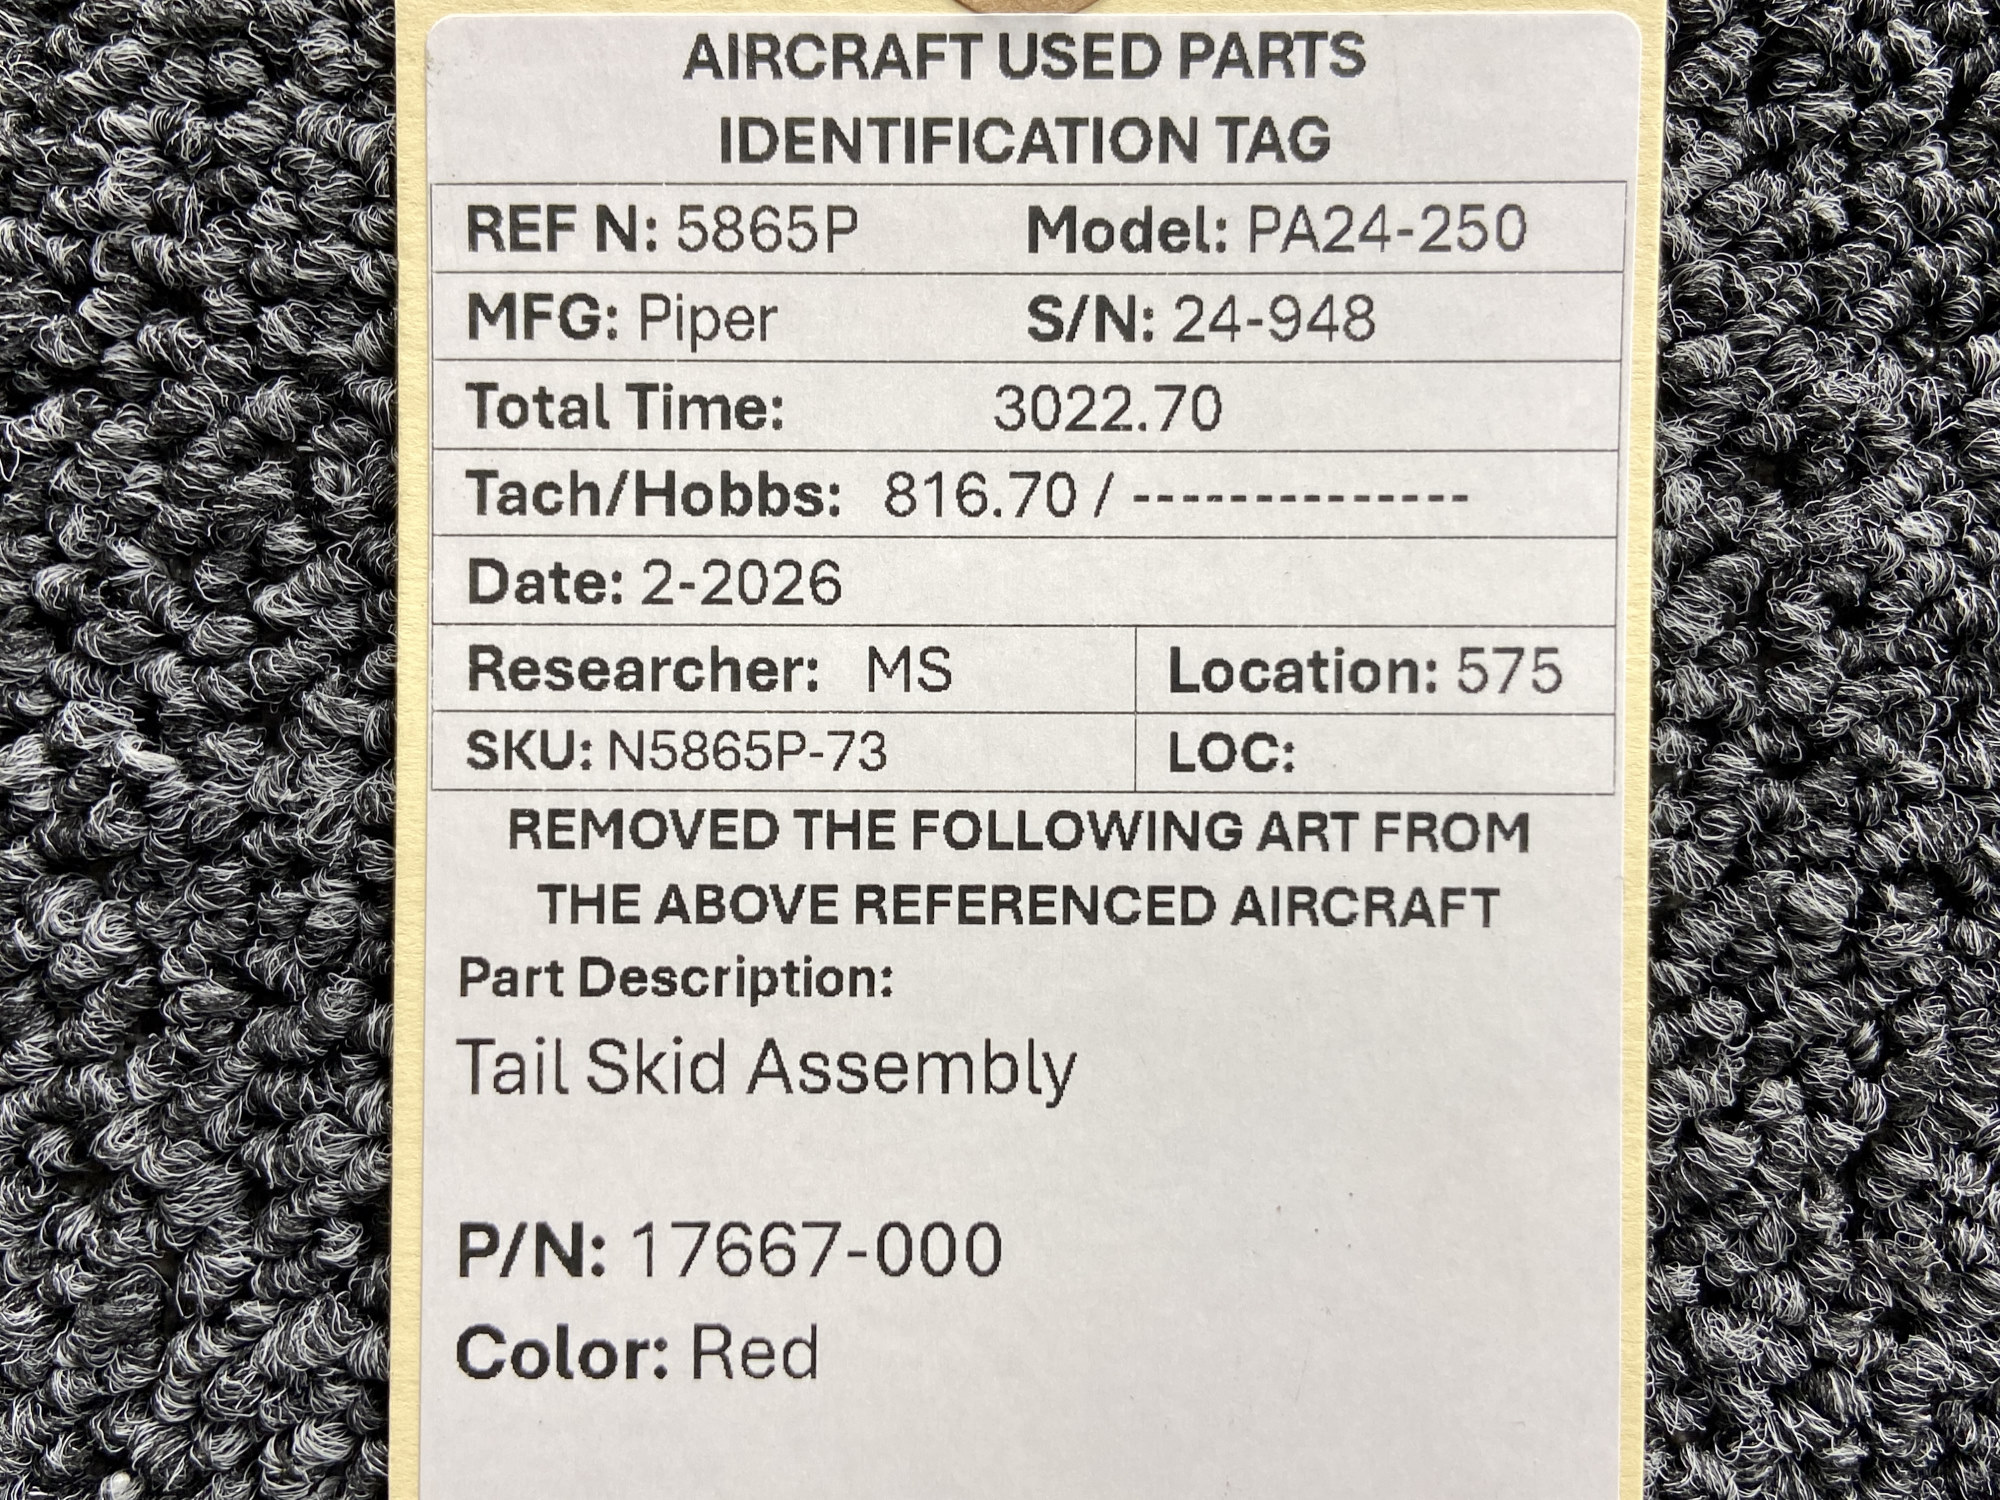 AIRCRAFT USED PARTS
IDENTIFICATION TAG
REF N: 5865P Model: PA24-250
MFG: Piper S/N: 24-948
Total Time: 3022.70
Tach/Hobbs: 816.70 / --------------
Date: 2-2026
Researcher: MS Location: 575
SKU: N5865P-73 LOC:
REMOVED THE FOLLOWING ART FROM
THE ABOVE REFERENCED AIRCRAFT
Part Description:
Tail Skid Assembly
P/N: 17667-000
Color: Red